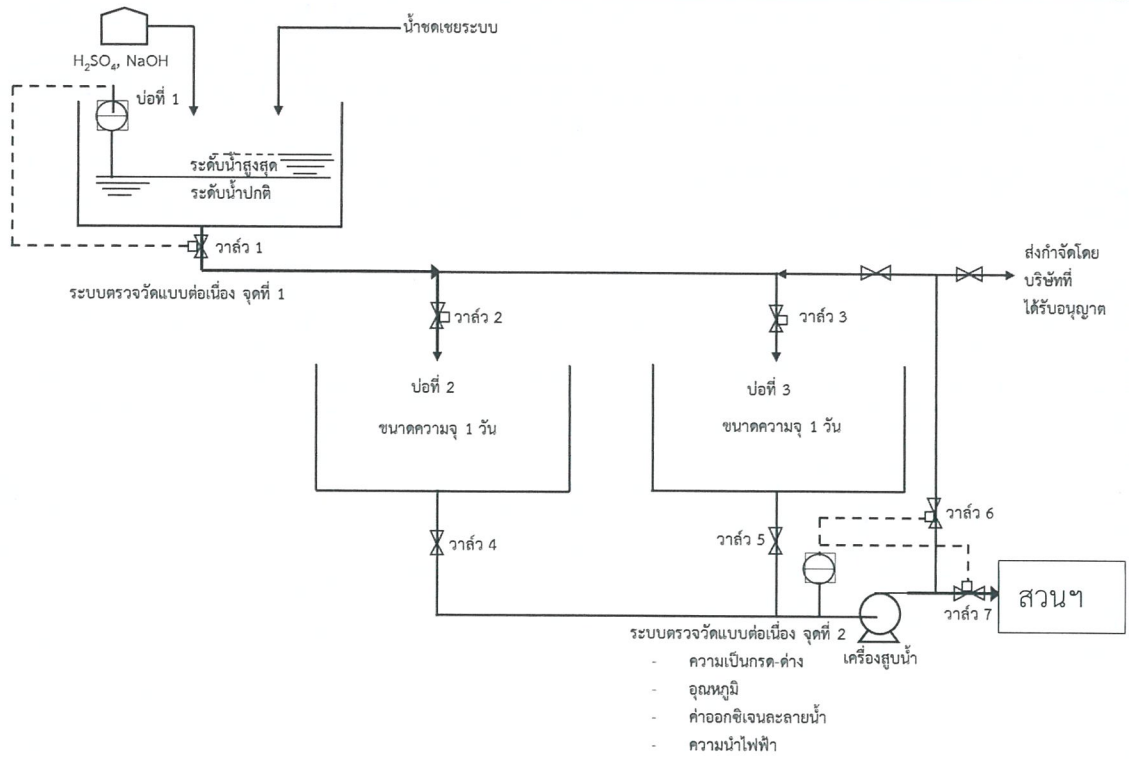 น้ำชดเชยระบบ
H₂SO₄, NaOH
บ่อที่ 1
ระดับน้ำสูงสุด
ระดับน้ำปกติ
วาล์ว 1
ระบบตรวจวัดแบบต่อเนื่อง จุดที่ 1
ส่งกำจัดโดย
บริษัทที่
ได้รับอนุญาต
วาล์ว 2
วาล์ว 3
บ่อที่ 2
ขนาดความจุ 1 วัน
บ่อที่ 3
ขนาดความจุ 1 วัน
วาล์ว 4
วาล์ว 5
วาล์ว 6
สวนฯ
วาล์ว 7
เครื่องสูบน้ำ
ระบบตรวจวัดแบบต่อเนื่อง จุดที่ 2
- ความเป็นกรด-ด่าง
- อุณหภูมิ
- ค่าออกซิเจนละลายน้ำ
- ความนำไฟฟ้า